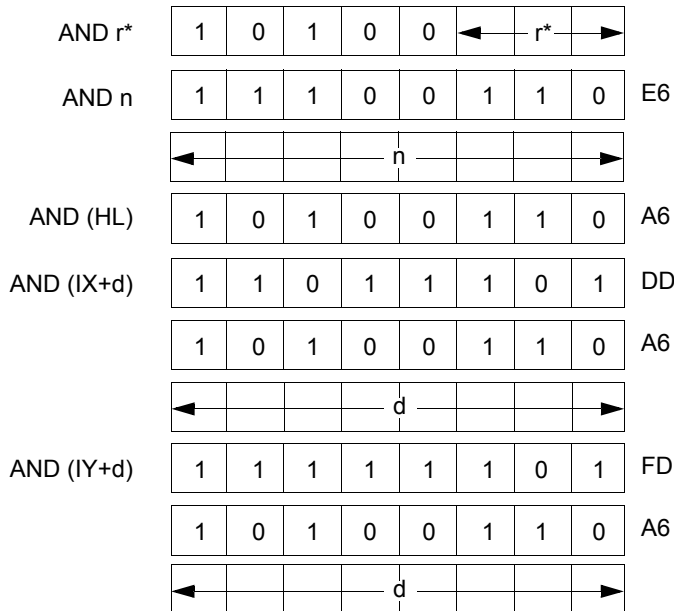 AND r* 1 0 1 0 0 r*
AND n 1 1 1 0 0 1 1 0 E6
n
AND (HL) 1 0 1 0 0 1 1 0 A6
AND (IX+d) 1 1 0 1 1 1 0 1 DD
1 0 1 0 0 1 1 0 A6
d
AND (IY+d) 1 1 1 1 1 1 0 1 FD
1 0 1 0 0 1 1 0 A6
d